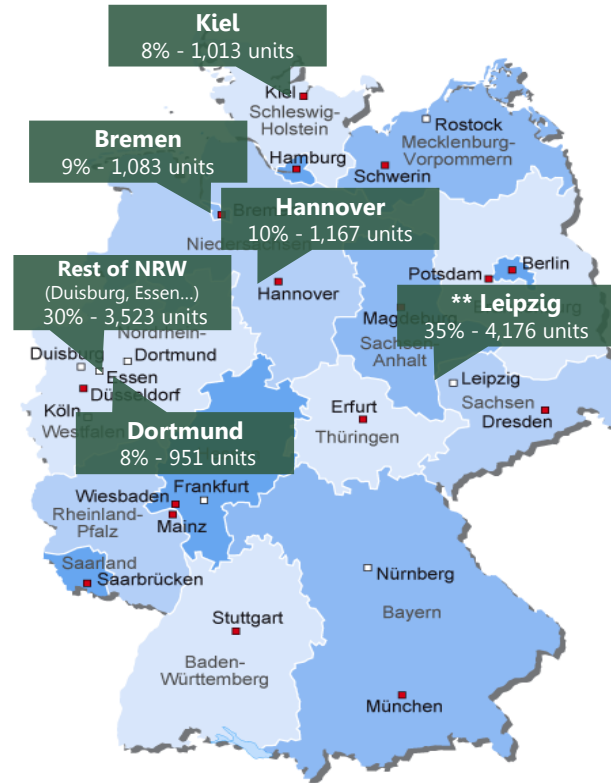 Kiel
8% - 1,013 units
Kiel
Schleswig-
Holstein
Rostock
Mecklenburg-
Vorpommern
Hamburg
Schwerin
Bremen
9% - 1,083 units
Hannover
10% - 1,167 units
Hannover
Potsdam
Berlin
Rest of NRW
(Duisburg, Essen...)
30% - 3,523 units
** Leipzig
35% - 4,176 units
Magdeburg
Sachsen-
Anhalt
Nordrhein-
Duisburg
Dortmund
Essen
Düsseldorf
Köln
Westfalen
Leipzig
Sachsen
Dresden
Erfurt
Thüringen
Dortmund
8% - 951 units
Frankfurt
Wiesbaden
Rheinland-
Pfalz
Mainz
Saarland
Saarbrücken
Nürnberg
Bayern
Stuttgart
Baden-
Württemberg
München